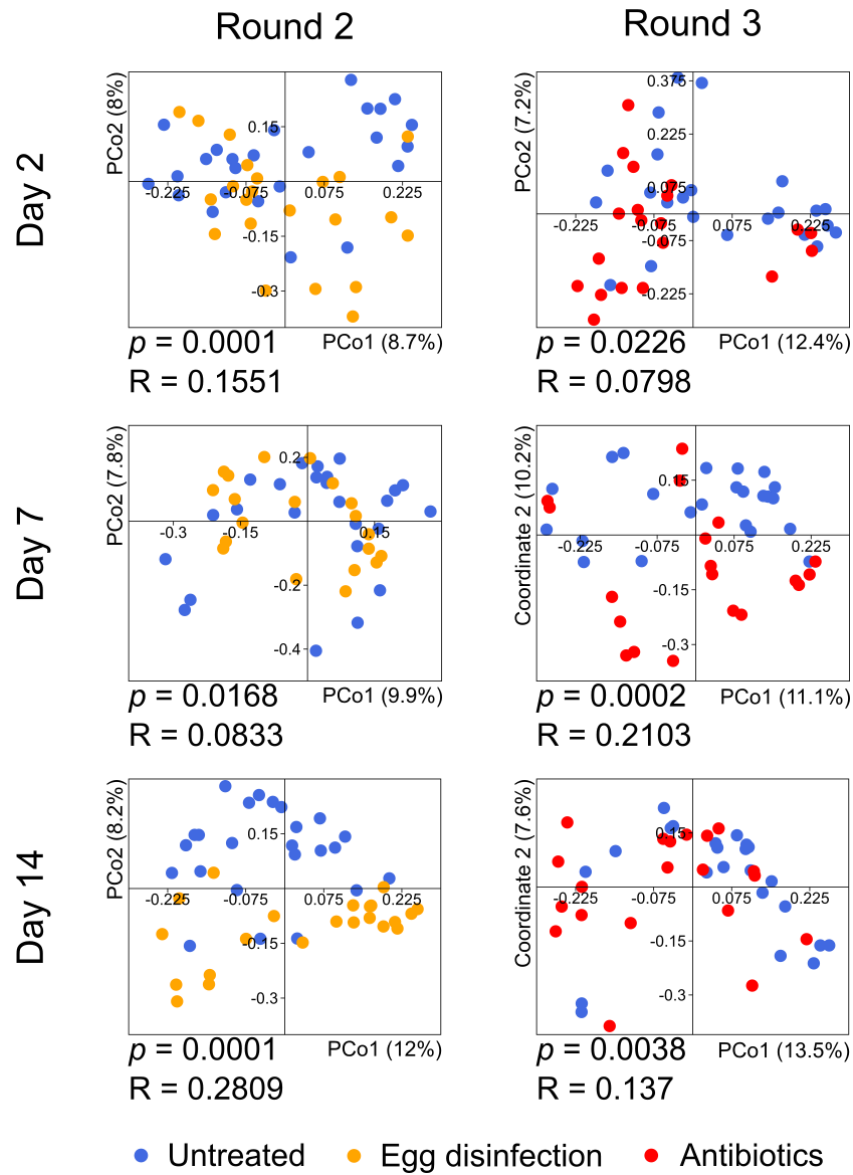 Round 2
Round 3
Day 2
PCo2 (8%)
0.15
-0.225
-0.075
0.075
0.225
-0.15
-0.3
PCo1 (8.7%)
p = 0.0001
R = 0.1551
PCo2 (7.2%)
0.375
0.225
0.075
-0.225
-0.075
0.075
0.225
-0.075
-0.225
PCo1 (12.4%)
p = 0.0226
R = 0.0798
Day 7
PCo2 (7.8%)
0.2
-0.3
-0.15
0.15
-0.2
-0.4
PCo1 (9.9%)
p = 0.0168
R = 0.0833
Coordinate 2 (10.2%)
0.15
-0.225
-0.075
0.075
0.225
-0.15
-0.3
PCo1 (11.1%)
p = 0.0002
R = 0.2103
Day 14
PCo2 (8.2%)
0.15
-0.225
-0.075
0.075
0.225
-0.15
-0.3
PCo1 (12%)
p = 0.0001
R = 0.2809
Coordinate 2 (7.6%)
0.15
-0.225
-0.075
0.075
0.225
-0.15
-0.3
PCo1 (13.5%)
p = 0.0038
R = 0.137
Untreated Egg disinfection Antibiotics